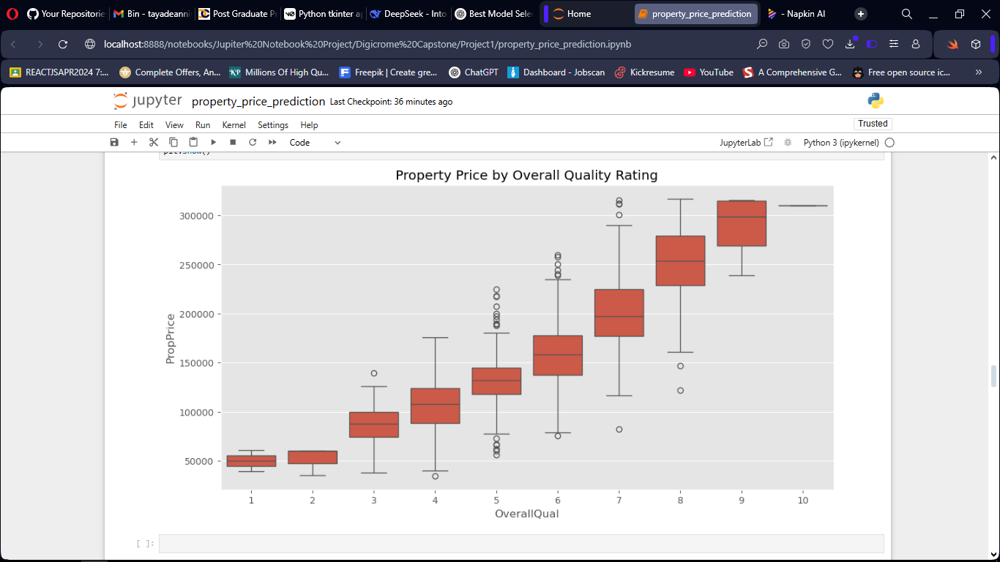 Your Repositorie
Bin - tayadeanni
Post Graduate P
Python tkinter a
DeepSeek - Into
Best Model Sele
Home
property_price_prediction
- Napkin AI
localhost:8888/notebooks/Jupiter%20Notebook%20Project/Digicrome%20Capstone/Project1/property_price_prediction.ipynb
REACTJSAPR2024 7:...
Complete Offers, An...
Millions Of High Qu...
Freepik | Create gre...
ChatGPT
Dashboard - Jobscan
Kickresume
YouTube
A Comprehensive G...
Free open source ic...
jupyter property_price_prediction Last Checkpoint: 36 minutes ago
File Edit View Run Kernel Settings Help
Trusted
Code
JupyterLab
Python 3 (ipykernel)
plt.show()
Property Price by Overall Quality Rating
PropPrice
300000
250000
200000
150000
100000
50000
1 2 3 4 5 6 7 8 9 10
OverallQual
[ ]: